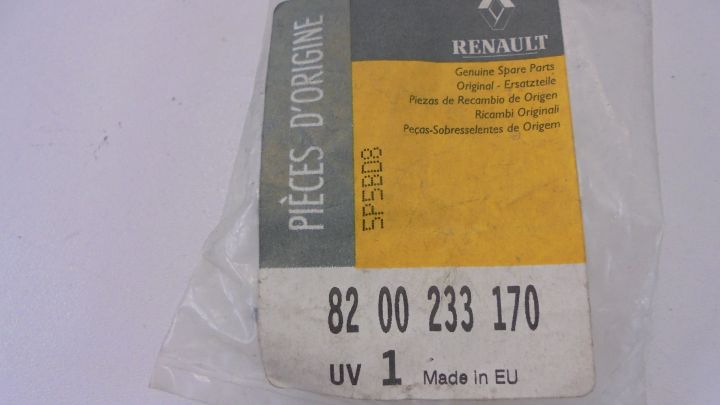 RENAULT
Genuine Spare Parts
Original - Ersatzteile
Piezas de Recambio de Origen
Ricambi Originali
Peças-Sobresselentes de Origem
PIÈCES D'ORIGINE
5P58D8
82 00 233 170
UV 1 Made in EU